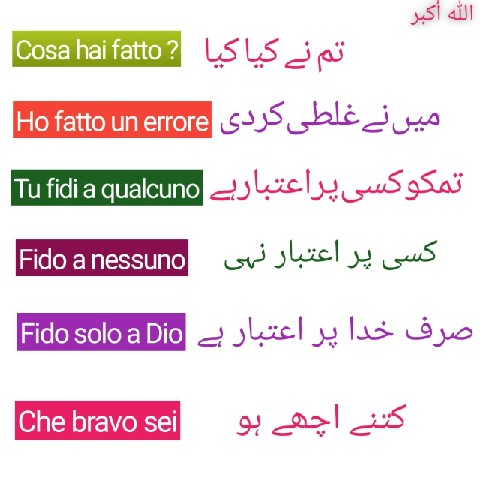 الله أكبر
Cosa hai fatto ? تم نے کیا کیا
Ho fatto un errore میں نے غلطی کردی
Tu fidi a qualcuno تمکو کسی پر اعتبار ہے
Fido a nessuno کسی پر اعتبار نہی
Fido solo a Dio صرف خدا پر اعتبار ہے
Che bravo sei کتنے اچھے ہو